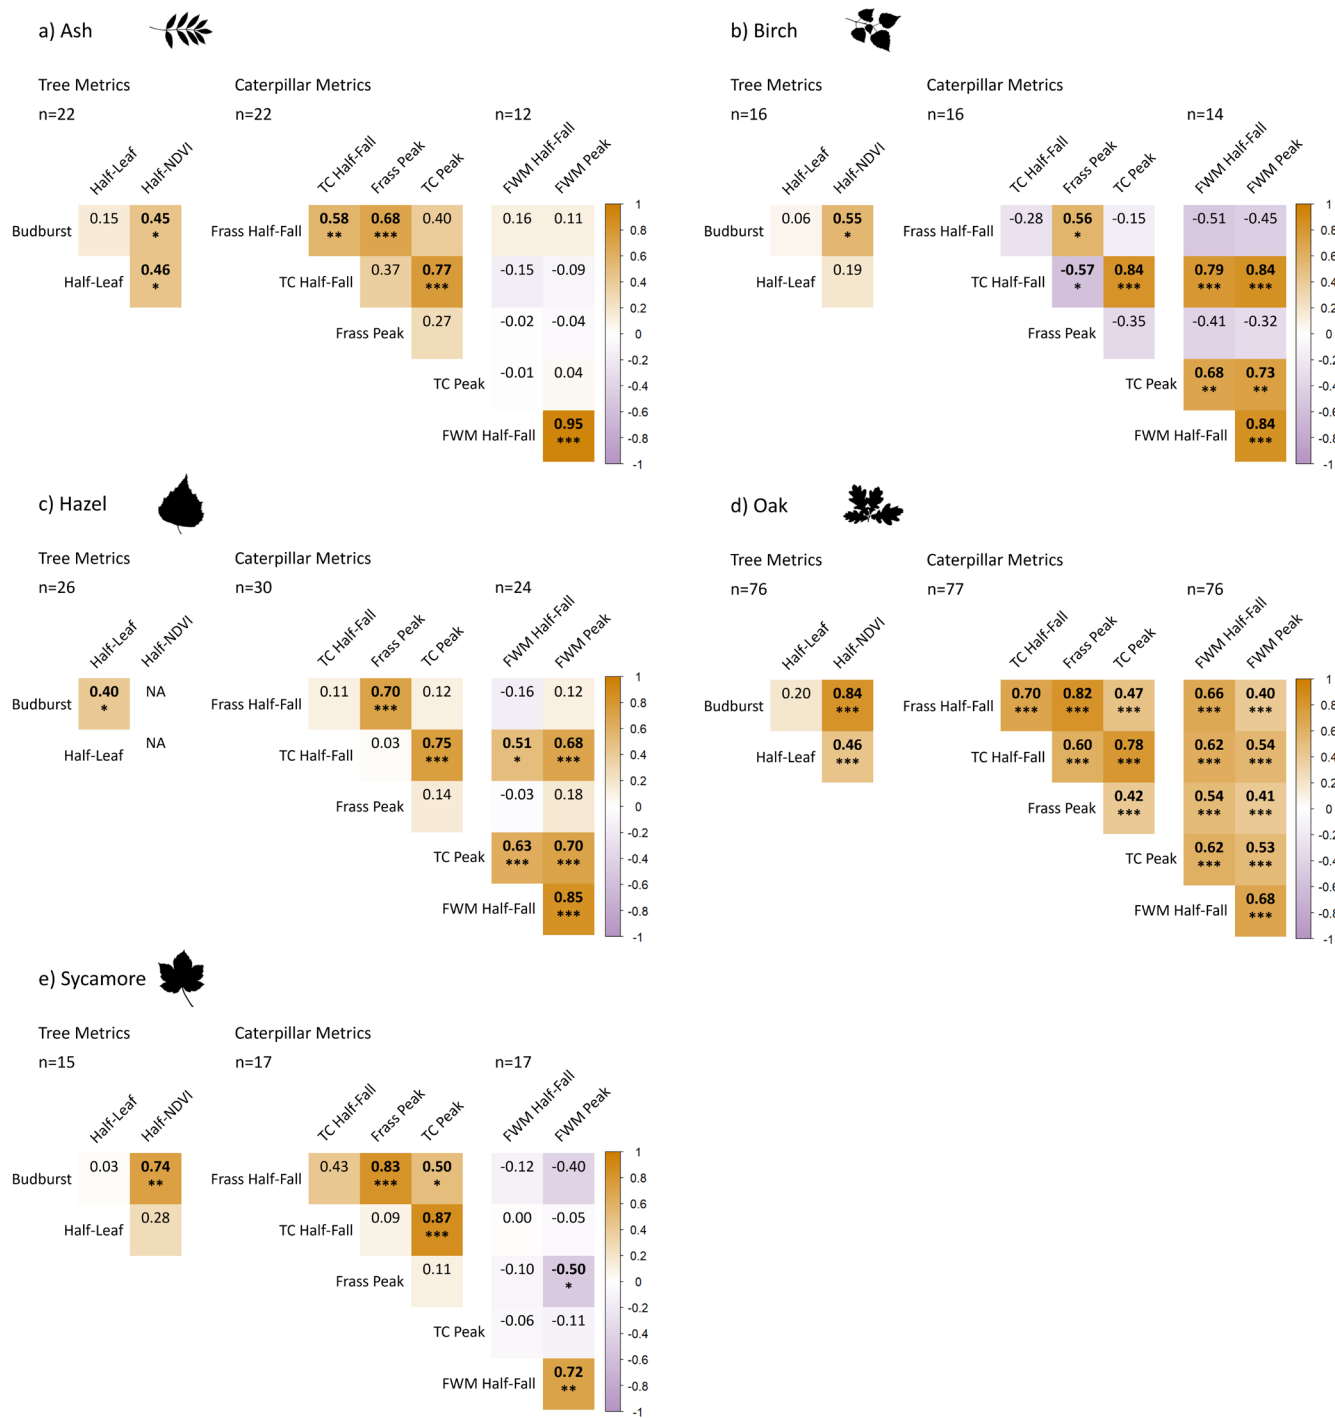 a) Ash
Tree Metrics Caterpillar Metrics
n=22 n=22 n=12
Half-Leaf Half-NDVI TC Half-Fall Frass Peak TC Peak FWM Half-Fall FWM Peak
Budburst 0.15 0.45 Frass Half-Fall 0.58 0.68 0.40 0.16 0.11
* ** ***
Half-Leaf 0.46 TC Half-Fall 0.37 0.77 -0.15 -0.09
* ***
Frass Peak 0.27 -0.02 -0.04
TC Peak -0.01 0.04
FWM Half-Fall 0.95
***
1
0.8
0.6
0.4
0.2
0
-0.2
-0.4
-0.6
-0.8
-1
b) Birch
Tree Metrics Caterpillar Metrics
n=16 n=16 n=14
Half-Leaf Half-NDVI TC Half-Fall Frass Peak TC Peak FWM Half-Fall FWM Peak
Budburst 0.06 0.55 Frass Half-Fall -0.28 0.56 -0.15 -0.51 -0.45
* *
Half-Leaf 0.19 TC Half-Fall -0.57 0.84 0.79 0.84
* *** *** ***
Frass Peak -0.35 -0.41 -0.32
TC Peak 0.68 0.73
** **
FWM Half-Fall 0.84
***
1
0.8
0.6
0.4
0.2
0
-0.2
-0.4
-0.6
-0.8
-1
c) Hazel
Tree Metrics Caterpillar Metrics
n=26 n=30 n=24
Half-Leaf Half-NDVI TC Half-Fall Frass Peak TC Peak FWM Half-Fall FWM Peak
Budburst 0.40 NA Frass Half-Fall 0.11 0.70 0.12 -0.16 0.12
* ***
Half-Leaf NA TC Half-Fall 0.03 0.75 0.51 0.68
*** * ***
Frass Peak 0.14 -0.03 0.18
TC Peak 0.63 0.70
*** ***
FWM Half-Fall 0.85
***
1
0.8
0.6
0.4
0.2
0
-0.2
-0.4
-0.6
-0.8
-1
d) Oak
Tree Metrics Caterpillar Metrics
n=76 n=77 n=76
Half-Leaf Half-NDVI TC Half-Fall Frass Peak TC Peak FWM Half-Fall FWM Peak
Budburst 0.20 0.84 Frass Half-Fall 0.70 0.82 0.47 0.66 0.40
*** *** *** *** *** ***
Half-Leaf 0.46 TC Half-Fall 0.60 0.78 0.62 0.54
*** *** *** *** ***
Frass Peak 0.42 0.54 0.41
*** *** ***
TC Peak 0.62 0.53
*** ***
FWM Half-Fall 0.68
***
1
0.8
0.6
0.4
0.2
0
-0.2
-0.4
-0.6
-0.8
-1
e) Sycamore
Tree Metrics Caterpillar Metrics
n=15 n=17 n=17
Half-Leaf Half-NDVI TC Half-Fall Frass Peak TC Peak FWM Half-Fall FWM Peak
Budburst 0.03 0.74 Frass Half-Fall 0.43 0.83 0.50 -0.12 -0.40
** *** *
Half-Leaf 0.28 TC Half-Fall 0.09 0.87 0.00 -0.05
***
Frass Peak 0.11 -0.10 -0.50
*
TC Peak -0.06 -0.11
FWM Half-Fall 0.72
**
1
0.8
0.6
0.4
0.2
0
-0.2
-0.4
-0.6
-0.8
-1